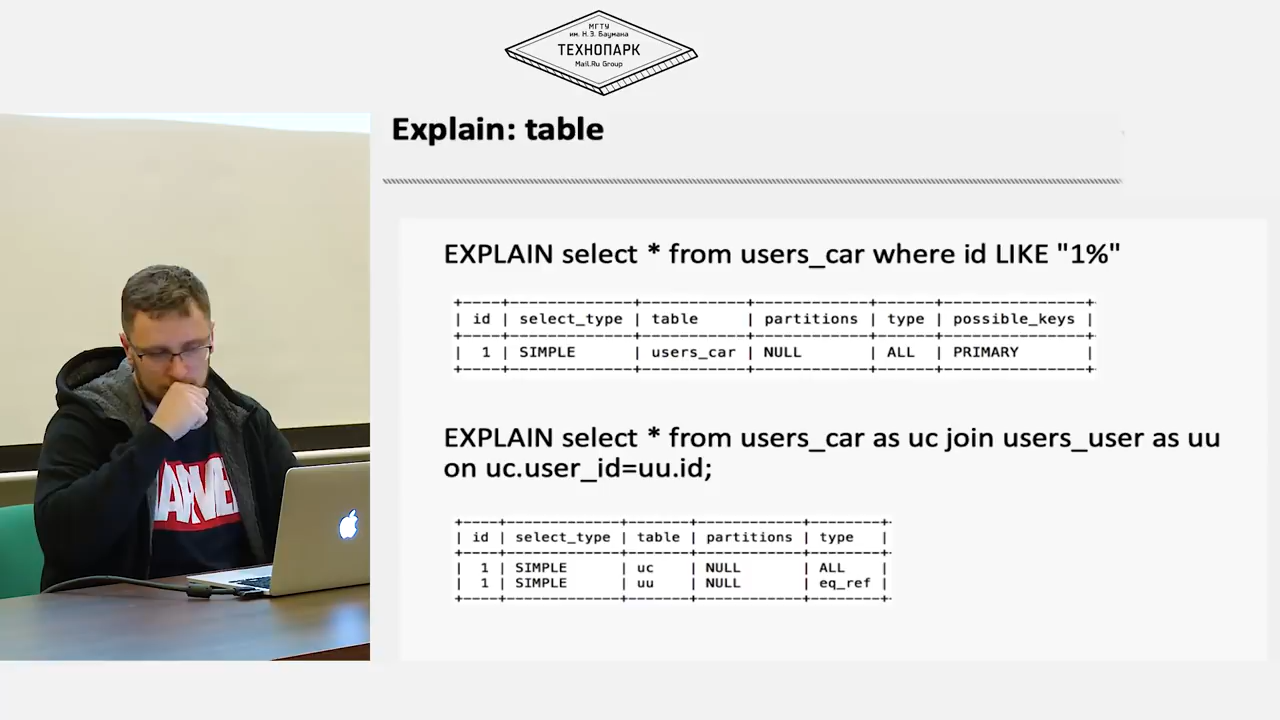 МГТУ
им. Н.Э. Баумана
ТЕХНОПАРК
Mail.Ru Group
Explain: table
EXPLAIN select * from users_car where id LIKE "1%"
+----+-------------+-----------+------------+------+---------------+
| id | select_type | table     | partitions | type | possible_keys |
+----+-------------+-----------+------------+------+---------------+
|  1 | SIMPLE      | users_car | NULL       | ALL  | PRIMARY       |
+----+-------------+-----------+------------+------+---------------+
EXPLAIN select * from users_car as uc join users_user as uu
on uc.user_id=uu.id;
+----+-------------+-------+------------+--------+
| id | select_type | table | partitions | type   |
+----+-------------+-------+------------+--------+
|  1 | SIMPLE      | uc    | NULL       | ALL    |
|  1 | SIMPLE      | uu    | NULL       | eq_ref |
+----+-------------+-------+------------+--------+
MARVEL